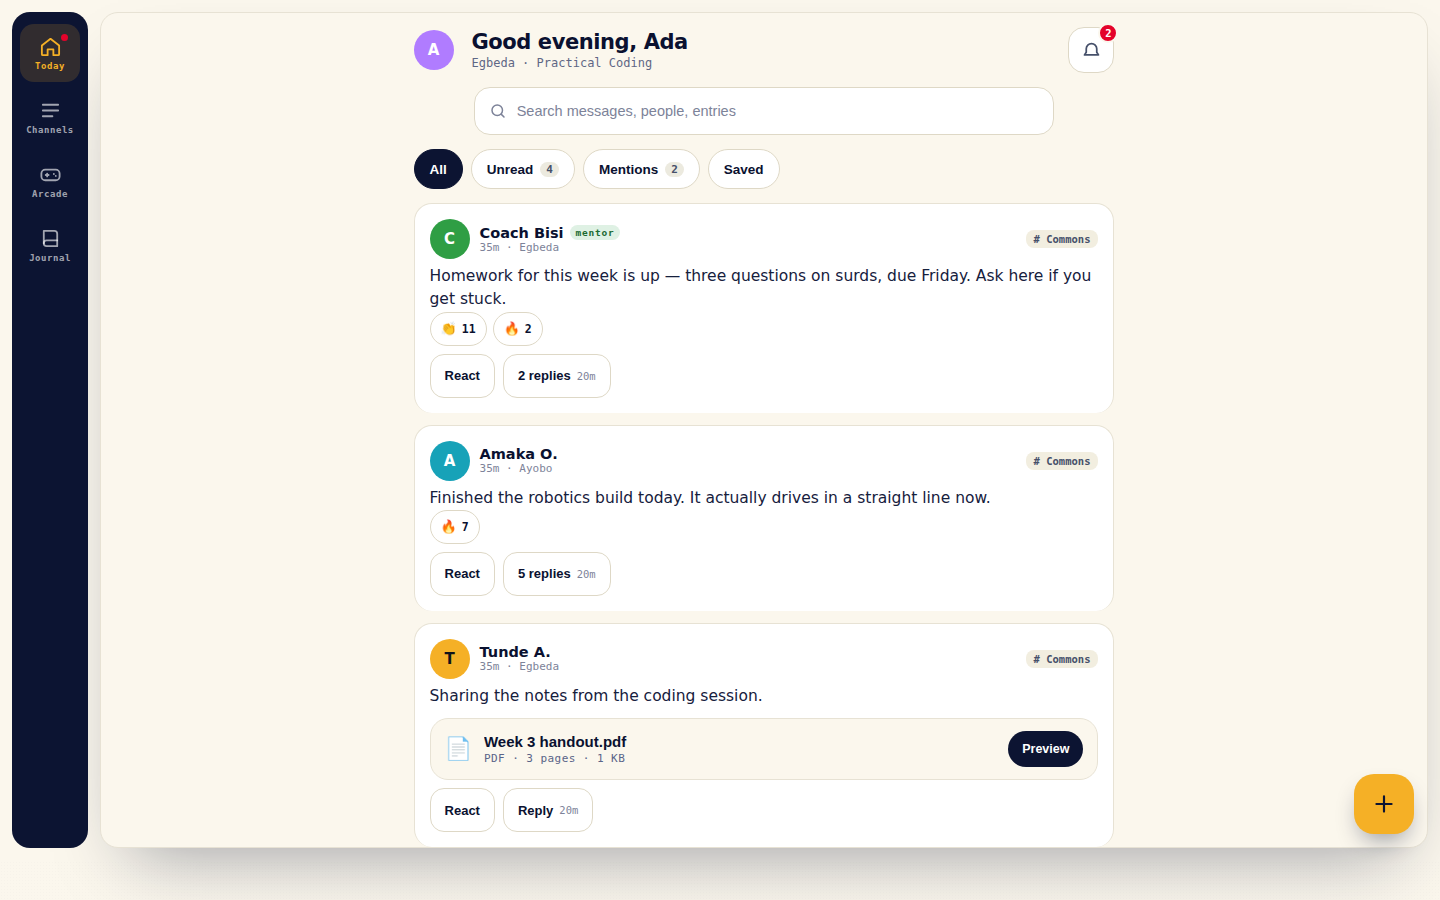 Today
Channels
Arcade
Journal
A
Good evening, Ada
Egbeda · Practical Coding
2
Search messages, people, entries
All
Unread 4
Mentions 2
Saved
C
Coach Bisi mentor
35m · Egbeda
# Commons
Homework for this week is up — three questions on surds, due Friday. Ask here if you
get stuck.
👏 11 🔥 2
React
2 replies 20m
A
Amaka O.
35m · Ayobo
# Commons
Finished the robotics build today. It actually drives in a straight line now.
🔥 7
React
5 replies 20m
T
Tunde A.
35m · Egbeda
# Commons
Sharing the notes from the coding session.
Week 3 handout.pdf
PDF · 3 pages · 1 KB
Preview
React
Reply 20m